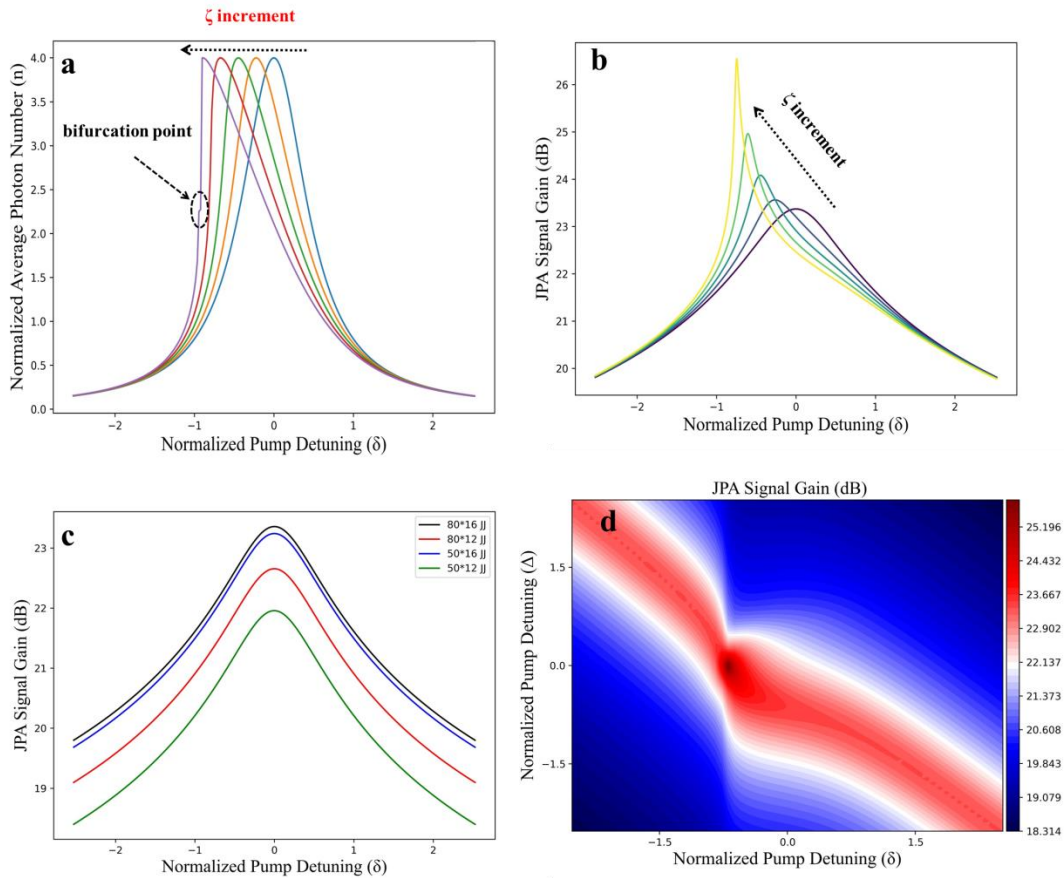 ζ increment
a
bifurcation point
Normalized Average Photon Number (n)
4.0
3.5
3.0
2.5
2.0
1.5
1.0
0.5
0.0
−2
−1
0
1
2
Normalized Pump Detuning (δ)
b
ζ increment
JPA Signal Gain (dB)
26
25
24
23
22
21
20
−2
−1
0
1
2
Normalized Pump Detuning (δ)
c
80*16 JJ
80*12 JJ
50*16 JJ
50*12 JJ
JPA Signal Gain (dB)
23
22
21
20
19
−2
−1
0
1
2
Normalized Pump Detuning (δ)
JPA Signal Gain (dB)
d
Normalized Pump Detuning (Δ)
1.5
0.0
−1.5
−1.5
0.0
1.5
Normalized Pump Detuning (δ)
25.196
24.432
23.667
22.902
22.137
21.373
20.608
19.843
19.079
18.314